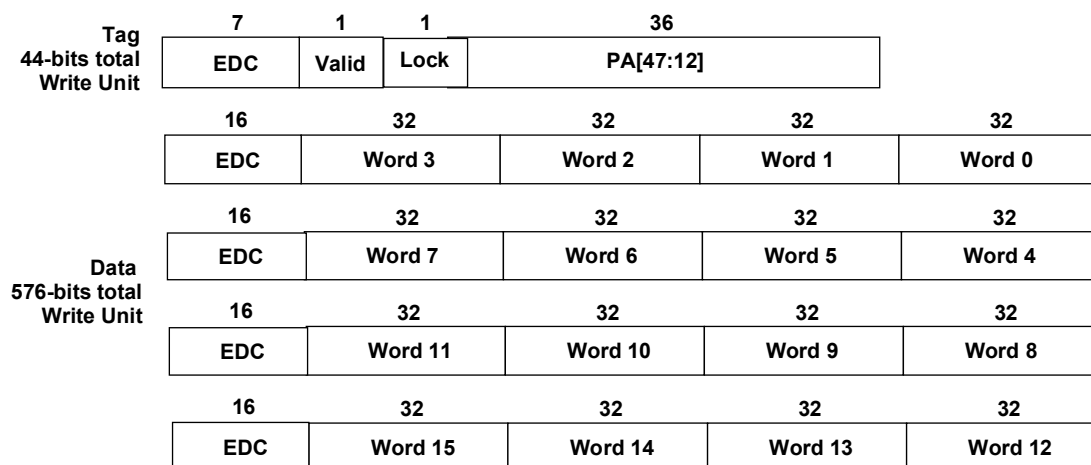 7 1 1 36
Tag
44-bits total
Write Unit
EDC Valid Lock PA[47:12]
16 32 32 32 32
EDC Word 3 Word 2 Word 1 Word 0
16 32 32 32 32
EDC Word 7 Word 6 Word 5 Word 4
Data
576-bits total
Write Unit
16 32 32 32 32
EDC Word 11 Word 10 Word 9 Word 8
16 32 32 32 32
EDC Word 15 Word 14 Word 13 Word 12